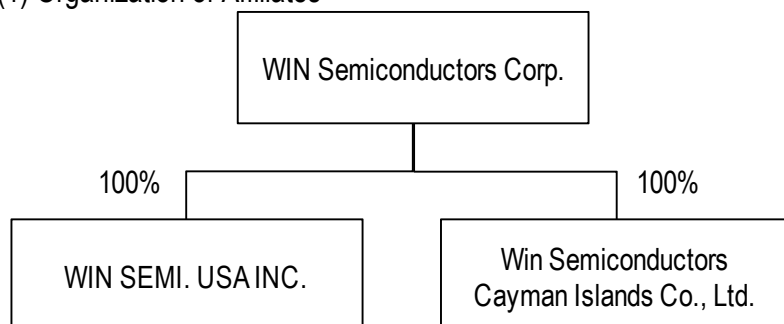 (1) Organization of Affiliates
WIN Semiconductors Corp.
100%
100%
WIN SEMI. USA INC.
Win Semiconductors
Cayman Islands Co., Ltd.